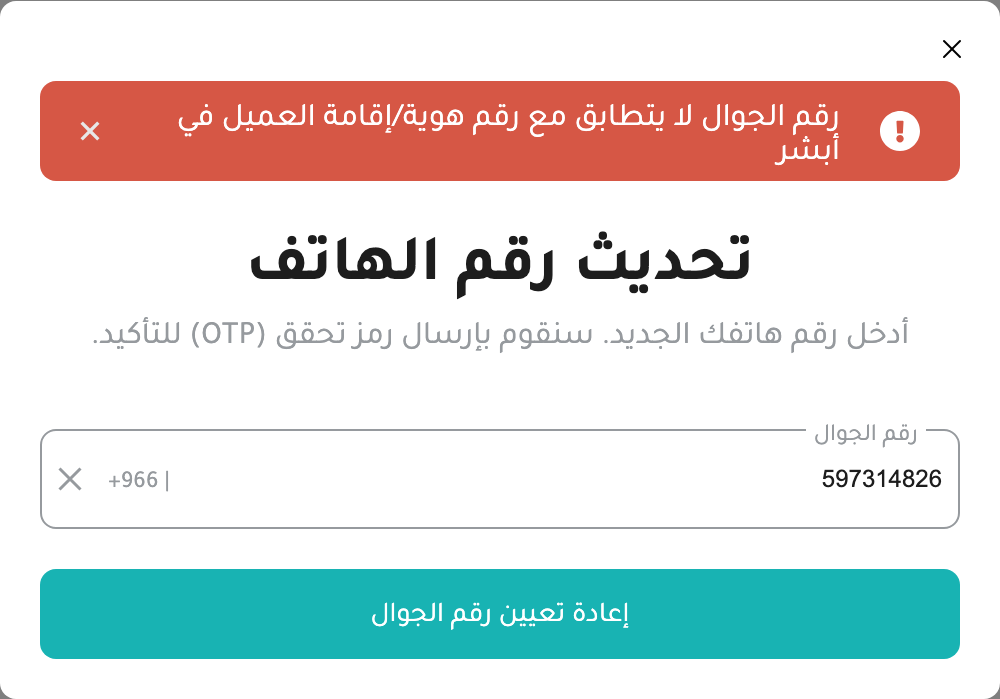 رقم الجوال لا يتطابق مع رقم هوية/إقامة العميل في
أبشر
تحديث رقم الهاتف
أدخل رقم هاتفك الجديد. سنقوم بإرسال رمز تحقق (OTP) للتأكيد.
رقم الجوال
597314826
+966 |
إعادة تعيين رقم الجوال